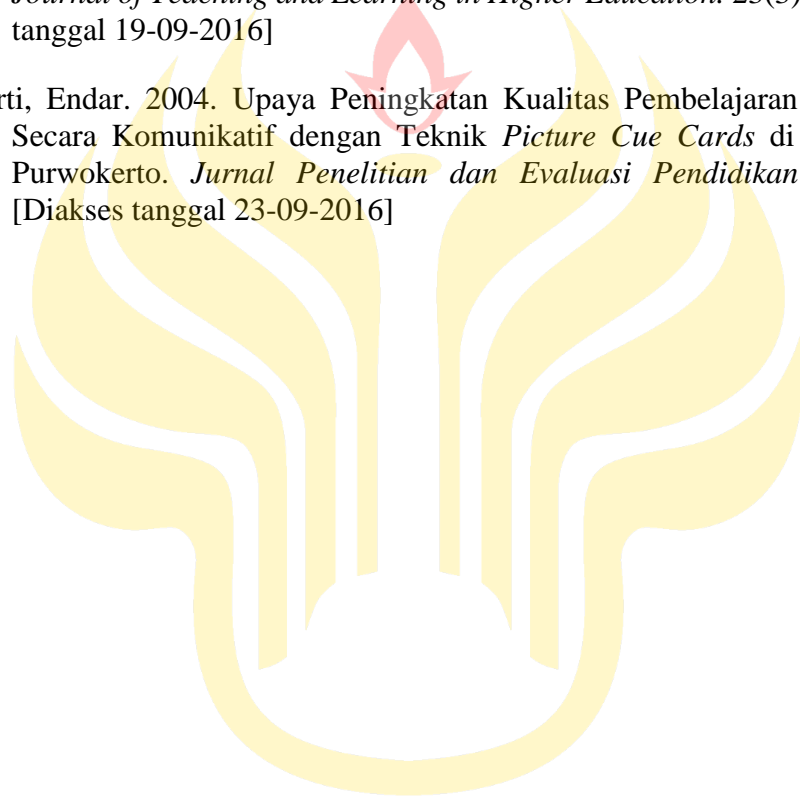 Journal of Teaching and Learning in Higher Education.
tanggal 19-09-2016]
rti, Endar. 2004. Upaya Peningkatan Kualitas Pembelajaran
Secara Komunikatif dengan Teknik Picture Cue Cards di
Purwokerto. Jurnal Penelitian dan Evaluasi Pendidikan
[Diakses tanggal 23-09-2016]